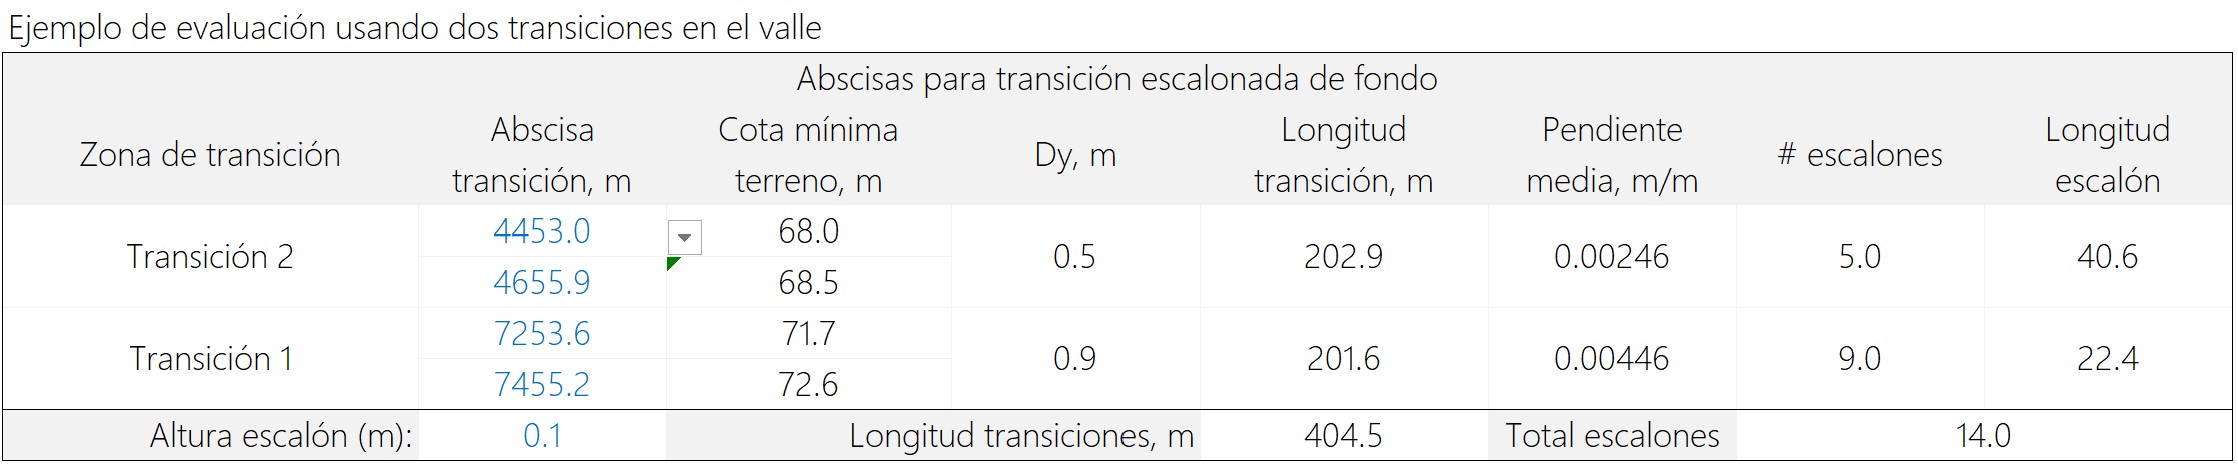 Ejemplo de evaluación usando dos transiciones en el valle
Abscisas para transición escalonada de fondo
Zona de transición Abscisa transición, m Cota mínima terreno, m Dy, m Longitud transición, m Pendiente media, m/m # escalones Longitud escalón
Transición 2 4453.0 68.0 0.5 202.9 0.00246 5.0 40.6
4655.9 68.5
Transición 1 7253.6 71.7 0.9 201.6 0.00446 9.0 22.4
7455.2 72.6
Altura escalón (m): 0.1 Longitud transiciones, m 404.5 Total escalones 14.0